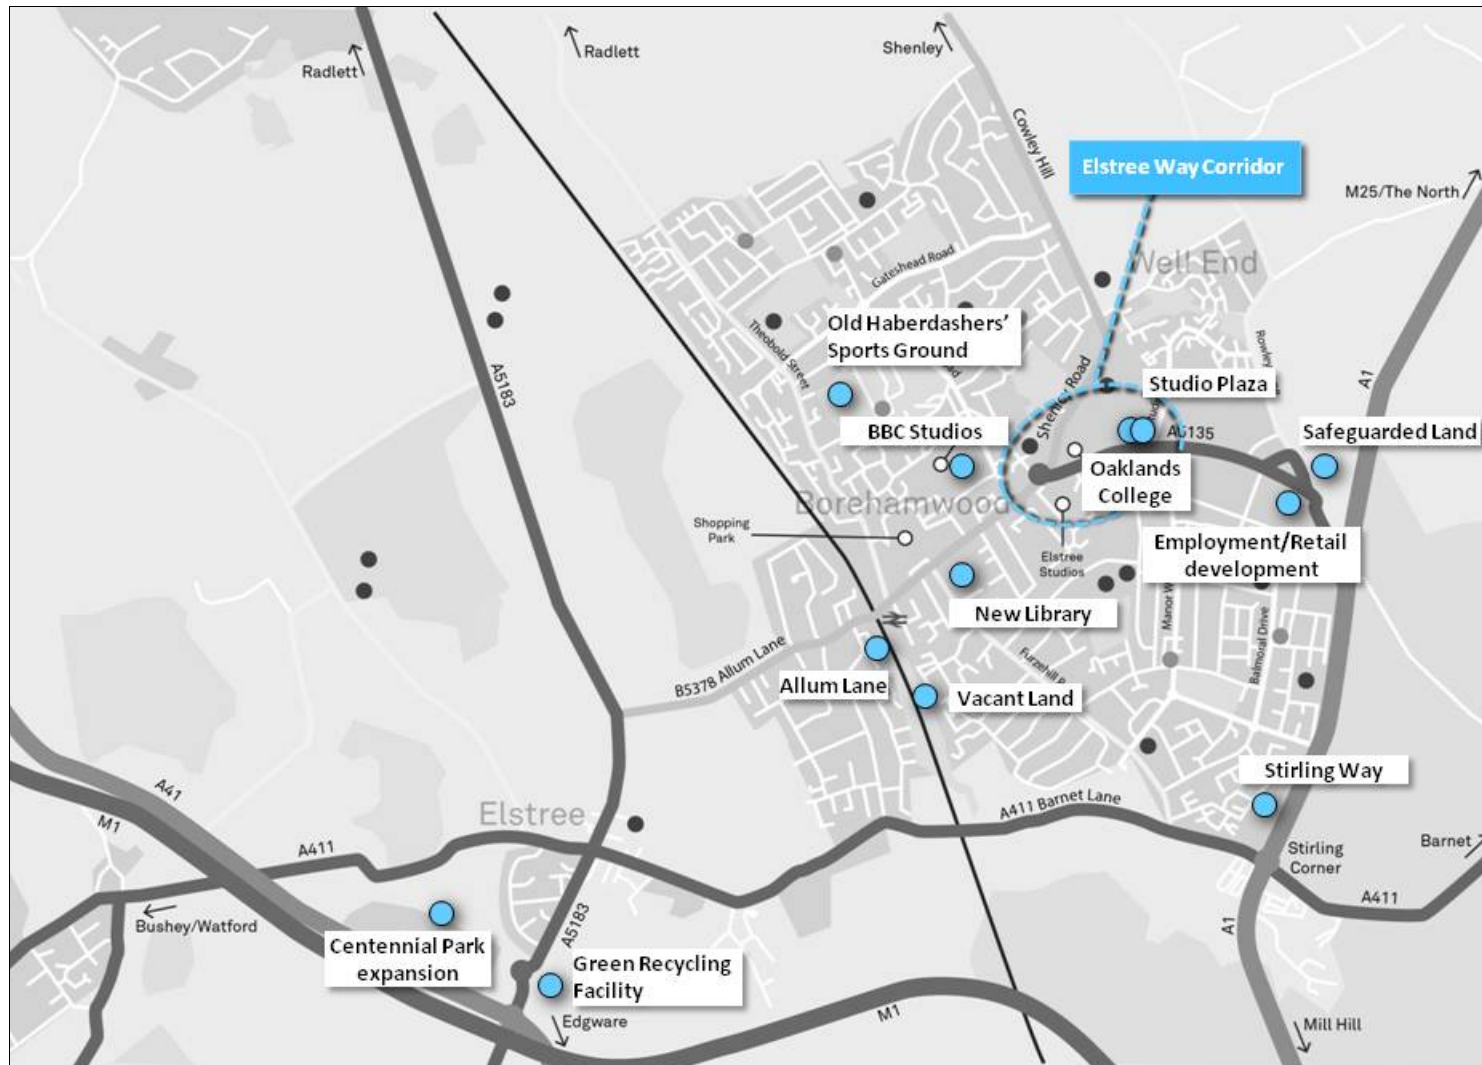 Radlett
Radlett
Shenley
Cowley Hill
Elstree Way Corridor
M25/The North
Well End
Gateshead Road
Theobold Street
Old Haberdashers'
Sports Ground
A5183
Shenley Road
Studio Plaza
Rowley
A1
BBC Studios
A5135
Safeguarded Land
Oaklands
College
Borehamwood
Shopping
Park
Elstree
Studios
Employment/Retail
development
New Library
Manor W
Balmoral Drive
B5378 Allum Lane
Furzehill
Allum Lane
Vacant Land
Stirling Way
A41
M1
Elstree
A411 Barnet Lane
A411
Stirling
Corner
Barnet
A411
Bushey/Watford
A5183
A1
Centennial Park
expansion
Green Recycling
Facility
Edgware
M1
Mill Hill